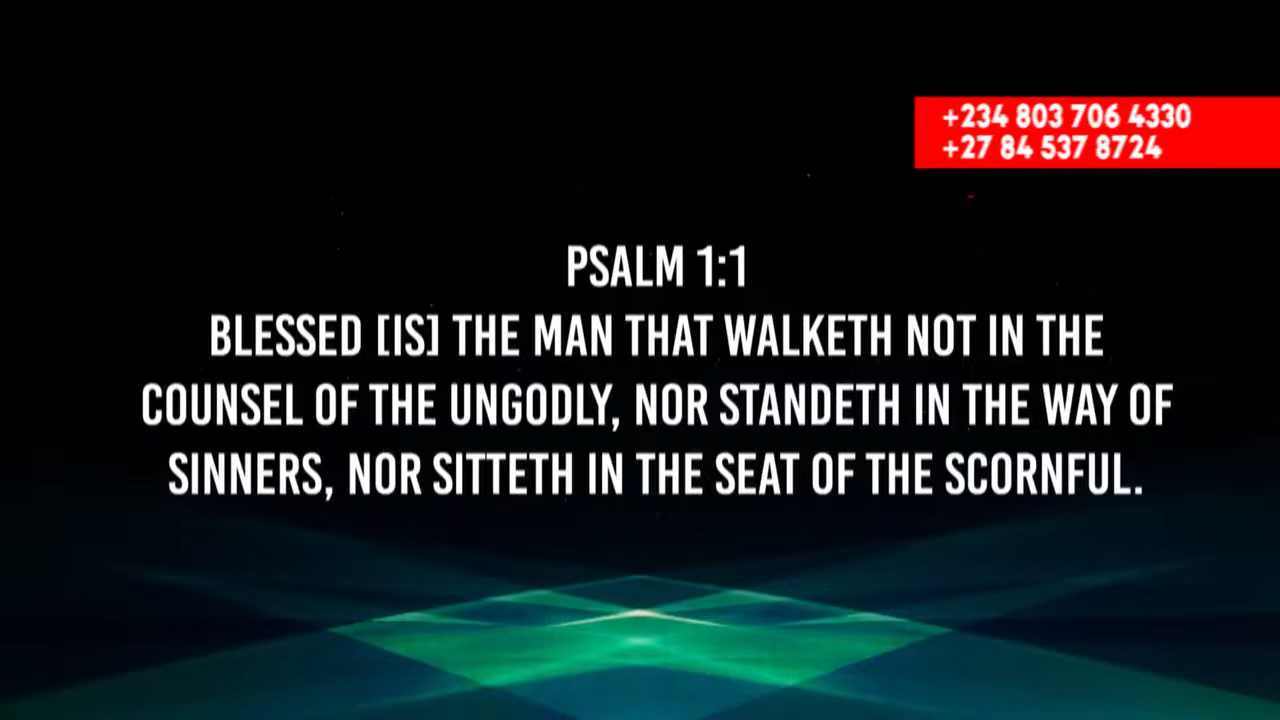 +234 803 706 4330
+27 84 537 8724
PSALM 1:1
BLESSED [IS] THE MAN THAT WALKETH NOT IN THE
COUNSEL OF THE UNGODLY, NOR STANDETH IN THE WAY OF
SINNERS, NOR SITTETH IN THE SEAT OF THE SCORNFUL.